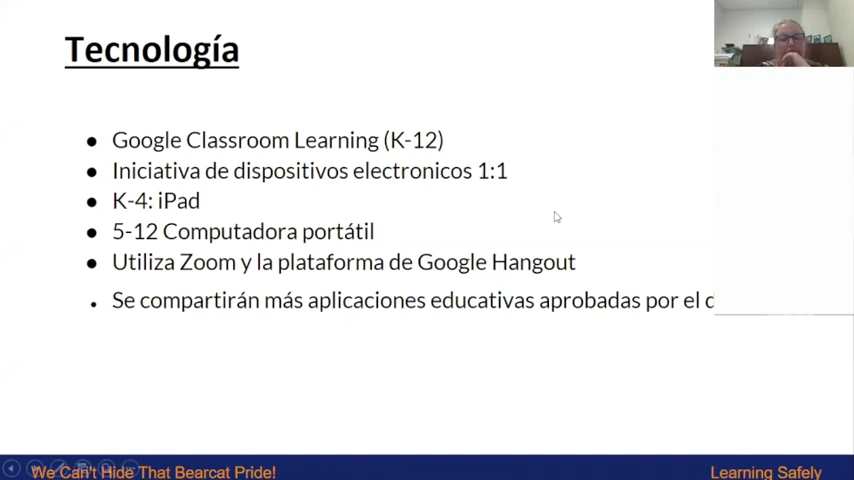 Tecnología
● Google Classroom Learning (K-12)
● Iniciativa de dispositivos electronicos 1:1
● K-4: iPad
● 5-12 Computadora portátil
● Utiliza Zoom y la plataforma de Google Hangout
• Se compartirán más aplicaciones educativas aprobadas por el
We Can't Hide That Bearcat Pride!
Learning Safely